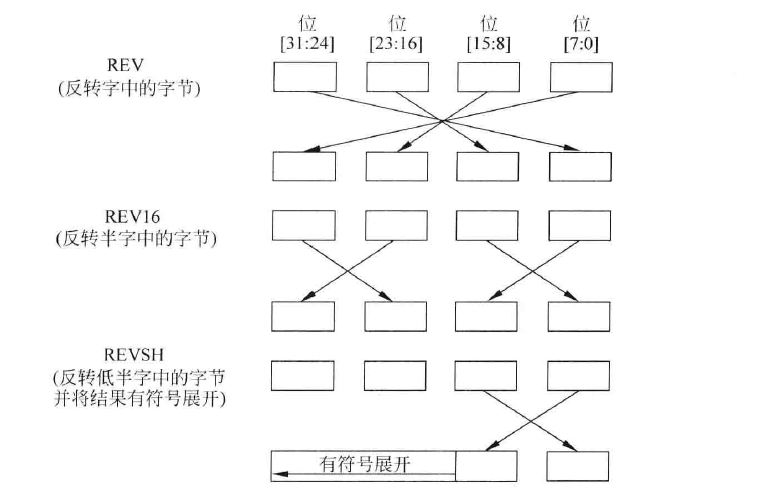 位 位 位 位
[31:24] [23:16] [15:8] [7:0]
REV
(反转字中的字节)
REV16
(反转半字中的字节)
REVSH
(反转低半字中的字节
并将结果有符号展开)
有符号展开